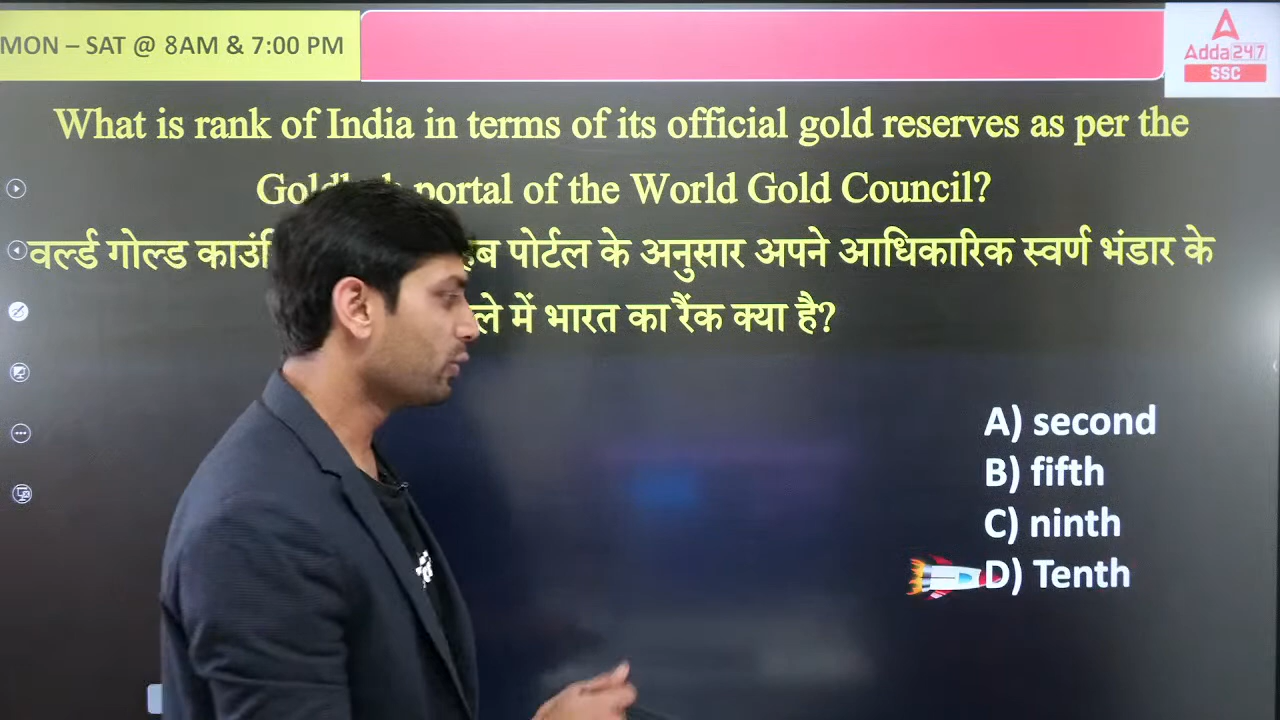 MON – SAT @ 8AM & 7:00 PM
Adda 247
SSC
What is rank of India in terms of its official gold reserves as per the
portal of the World Gold Council?
वर्ल्ड गोल्ड पोर्टल के अनुसार अपने आधिकारिक स्वर्ण भंडार के
में भारत का रैंक क्या है?
A) second
B) fifth
C) ninth
D) Tenth